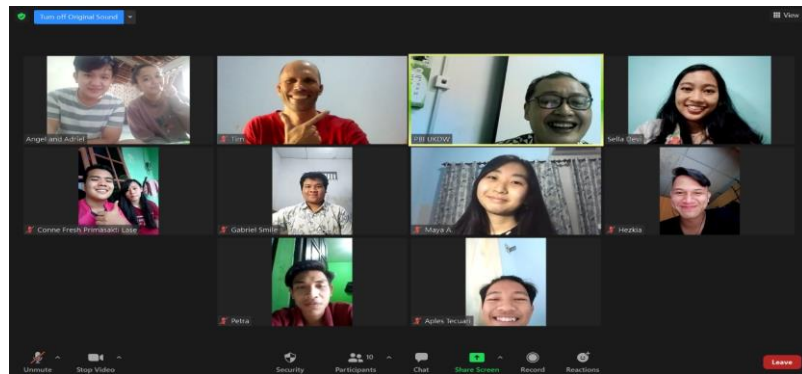 Turn off Original Sound
View
Angel and Adriel
Tim
PBI UKDW
Sella Desi
Conne Fresh Primasaldi Lase
Gabriel Smile
Maya A.
Hezkia
Petra
Aples Tecuari
Unmute
Stop Video
Security
Participants
10
Chat
Share Screen
Record
Reactions
Leave